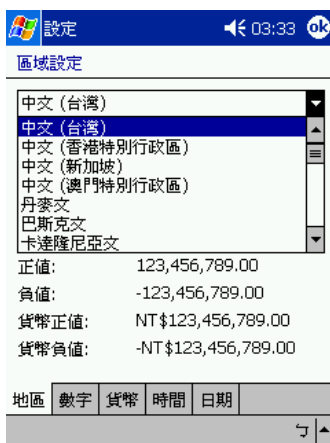 設定 03:33 ok
區域設定
中文 (台灣)
中文 (台灣)
中文 (香港特別行政區)
中文 (新加坡)
中文 (澳門特別行政區)
丹麥文
巴斯克文
卡達隆尼亞文
正值: 123,456,789.00
負值: -123,456,789.00
貨幣正值: NT$123,456,789.00
貨幣負值: -NT$123,456,789.00
地區 數字 貨幣 時間 日期
ㄅ